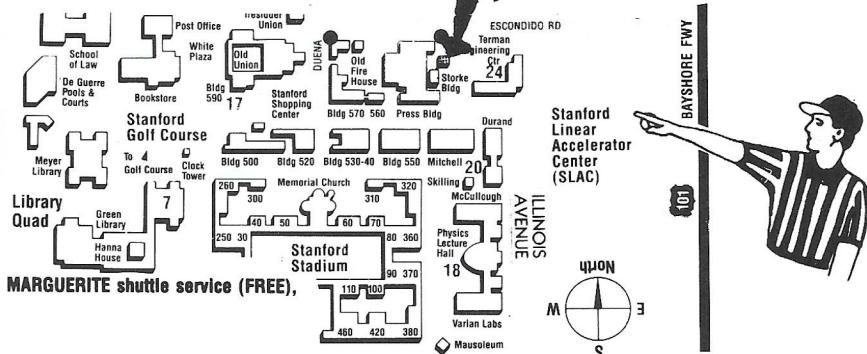 Tresidder
Union
Post Office
White
Plaza
School
of Law
De Guerre
Pools &
Courts
Bookstore
Old
Union
Bldg
590
17
DUENA
Old
Fire
House
Stanford
Shopping
Center
Bldg 570
560
Press Bldg
Storke
Bldg
ESCONDIDO RD
Terman
Engineering
Ctr
24
Stanford
Golf Course
To
Golf Course
Clock
Tower
Meyer
Library
Bldg 500
Bldg 520
Bldg 530-40
Bldg 550
Mitchell
Durand
20
Skilling
McCullough
Library
Quad
7
Green
Library
Hanna
House
Memorial Church
260
300
310
320
40
50
60
70
250
30
80
360
Stanford
Stadium
90
370
110
100
460
420
380
Physics
Lecture
Hall
18
Varian Labs
Mausoleum
ILLINOIS
AVENUE
MARGUERITE shuttle service (FREE),
Stanford
Linear
Accelerator
Center
(SLAC)
BAYSHORE FWY
101
North
W
E
S